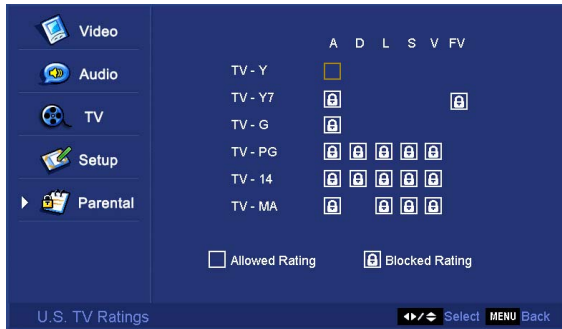 Video
Audio
TV
Setup
Parental
A D L S V FV
TV - Y
TV - Y7
TV - G
TV - PG
TV - 14
TV - MA
Allowed Rating Blocked Rating
U.S. TV Ratings Select MENU Back